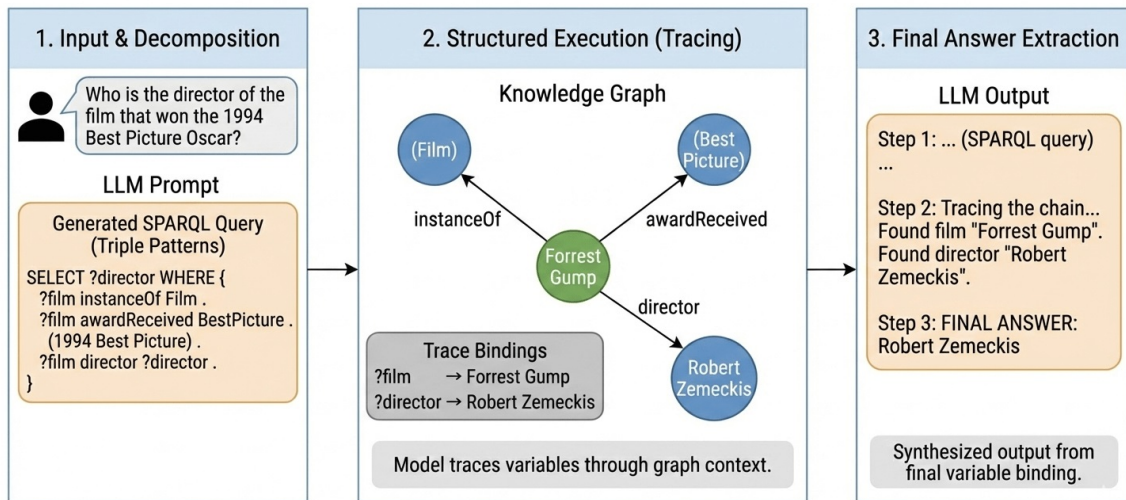 1. Input & Decomposition
Who is the director of the
film that won the 1994
Best Picture Oscar?
LLM Prompt
Generated SPARQL Query
(Triple Patterns)
SELECT ?director WHERE {
?film instanceOf Film .
?film awardReceived BestPicture .
(1994 Best Picture) .
?film director ?director .
}
2. Structured Execution (Tracing)
Knowledge Graph
(Film)
(Best
Picture)
instanceOf
awardReceived
Forrest
Gump
director
Robert
Zemeckis
Trace Bindings
?film → Forrest Gump
?director → Robert Zemeckis
Model traces variables through graph context.
3. Final Answer Extraction
LLM Output
Step 1: ... (SPARQL query)
...
Step 2: Tracing the chain...
Found film "Forrest Gump".
Found director "Robert
Zemeckis".
Step 3: FINAL ANSWER:
Robert Zemeckis
Synthesized output from
final variable binding.